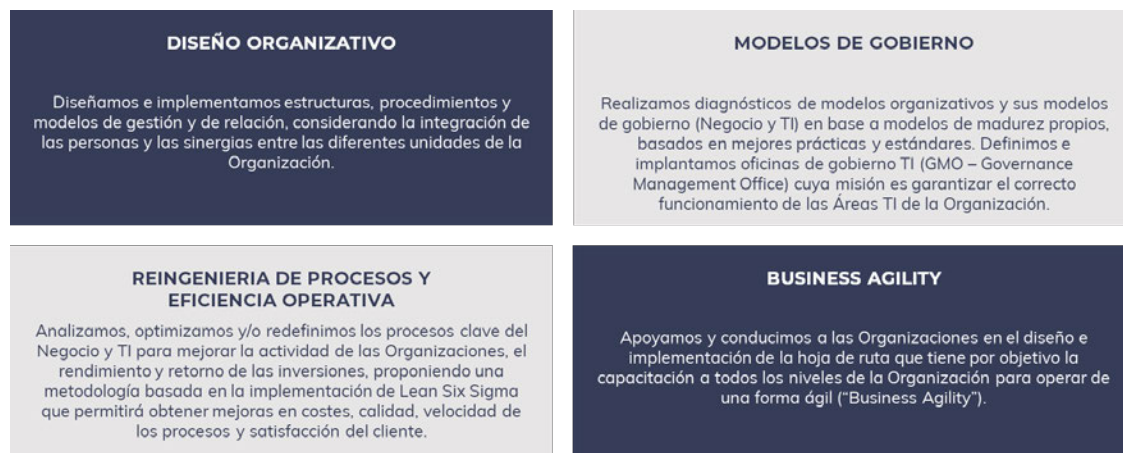 DISEÑO ORGANIZATIVO
Diseñamos e implementamos estructuras, procedimientos y
modelos de gestión y de relación, considerando la integración de
las personas y las sinergias entre las diferentes unidades de la
Organización.
MODELOS DE GOBIERNO
Realizamos diagnósticos de modelos organizativos y sus modelos
de gobierno (Negocio y TI) en base a modelos de madurez propios,
basados en mejores prácticas y estándares. Definimos e
implantamos oficinas de gobierno TI (GMO – Governance
Management Office) cuya misión es garantizar el correcto
funcionamiento de las Áreas TI de la Organización.
REINGENIERIA DE PROCESOS Y
EFICIENCIA OPERATIVA
Analizamos, optimizamos y/o redefinimos los procesos clave del
Negocio y TI para mejorar la actividad de las Organizaciones, el
rendimiento y retorno de las inversiones, proponiendo una
metodología basada en la implementación de Lean Six Sigma
que permitirá obtener mejoras en costes, calidad, velocidad de
los procesos y satisfacción del cliente.
BUSINESS AGILITY
Apoyamos y conducimos a las Organizaciones en el diseño e
implementación de la hoja de ruta que tiene por objetivo la
capacitación a todos los niveles de la Organización para operar de
una forma ágil (“Business Agility”).